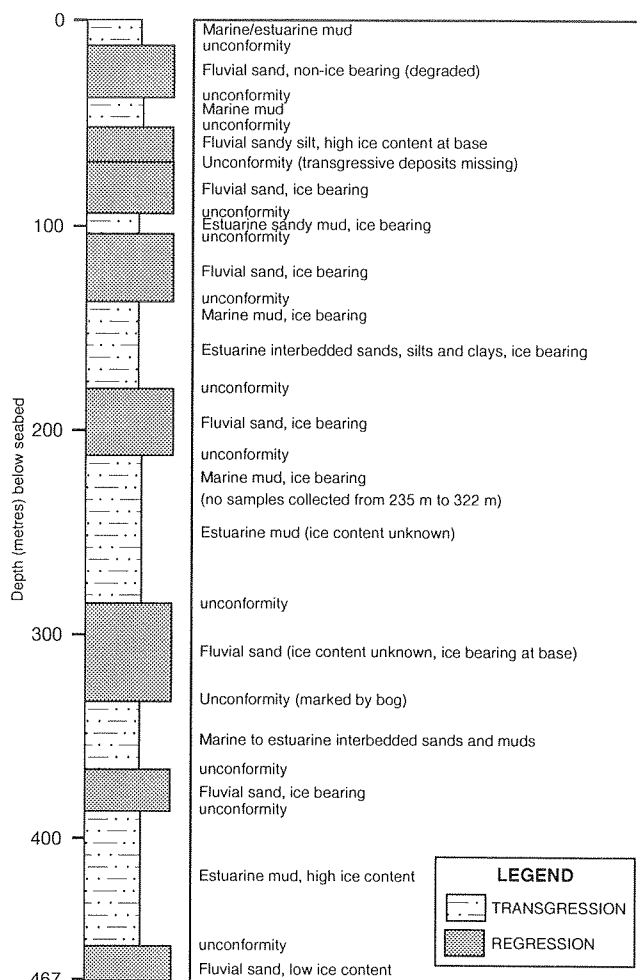 0
Marine/estuarine mud
unconformity
Fluvial sand, non-ice bearing (degraded)
unconformity
Marine mud
unconformity
Fluvial sandy silt, high ice content at base
Unconformity (transgressive deposits missing)
Fluvial sand, ice bearing
unconformity
100
Estuarine sandy mud, ice bearing
unconformity
Fluvial sand, ice bearing
unconformity
Marine mud, ice bearing
Estuarine interbedded sands, silts and clays, ice bearing
unconformity
Depth (metres) below seabed
200
Fluvial sand, ice bearing
unconformity
Marine mud, ice bearing
(no samples collected from 235 m to 322 m)
Estuarine mud (ice content unknown)
unconformity
300
Fluvial sand (ice content unknown, ice bearing at base)
Unconformity (marked by bog)
Marine to estuarine interbedded sands and muds
unconformity
Fluvial sand, ice bearing
unconformity
400
Estuarine mud, high ice content
unconformity
467
Fluvial sand, low ice content
LEGEND
TRANSGRESSION
REGRESSION